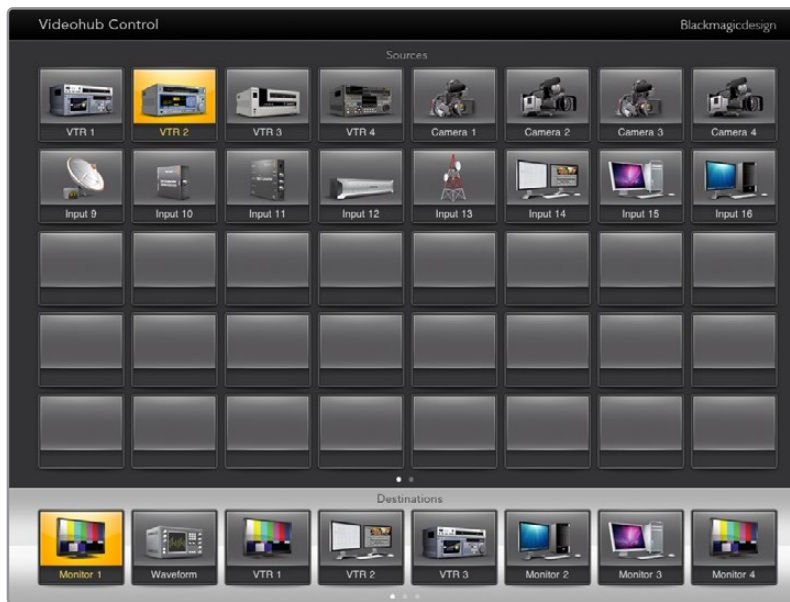 Videohub Control
Blackmagicdesign
Sources
VTR 1
VTR 2
VTR 3
VTR 4
Camera 1
Camera 2
Camera 3
Camera 4
Input 9
Input 10
Input 11
Input 12
Input 13
Input 14
Input 15
Input 16
Destinations
Monitor 1
Waveform
VTR 1
VTR 2
VTR 3
Monitor 2
Monitor 3
Monitor 4